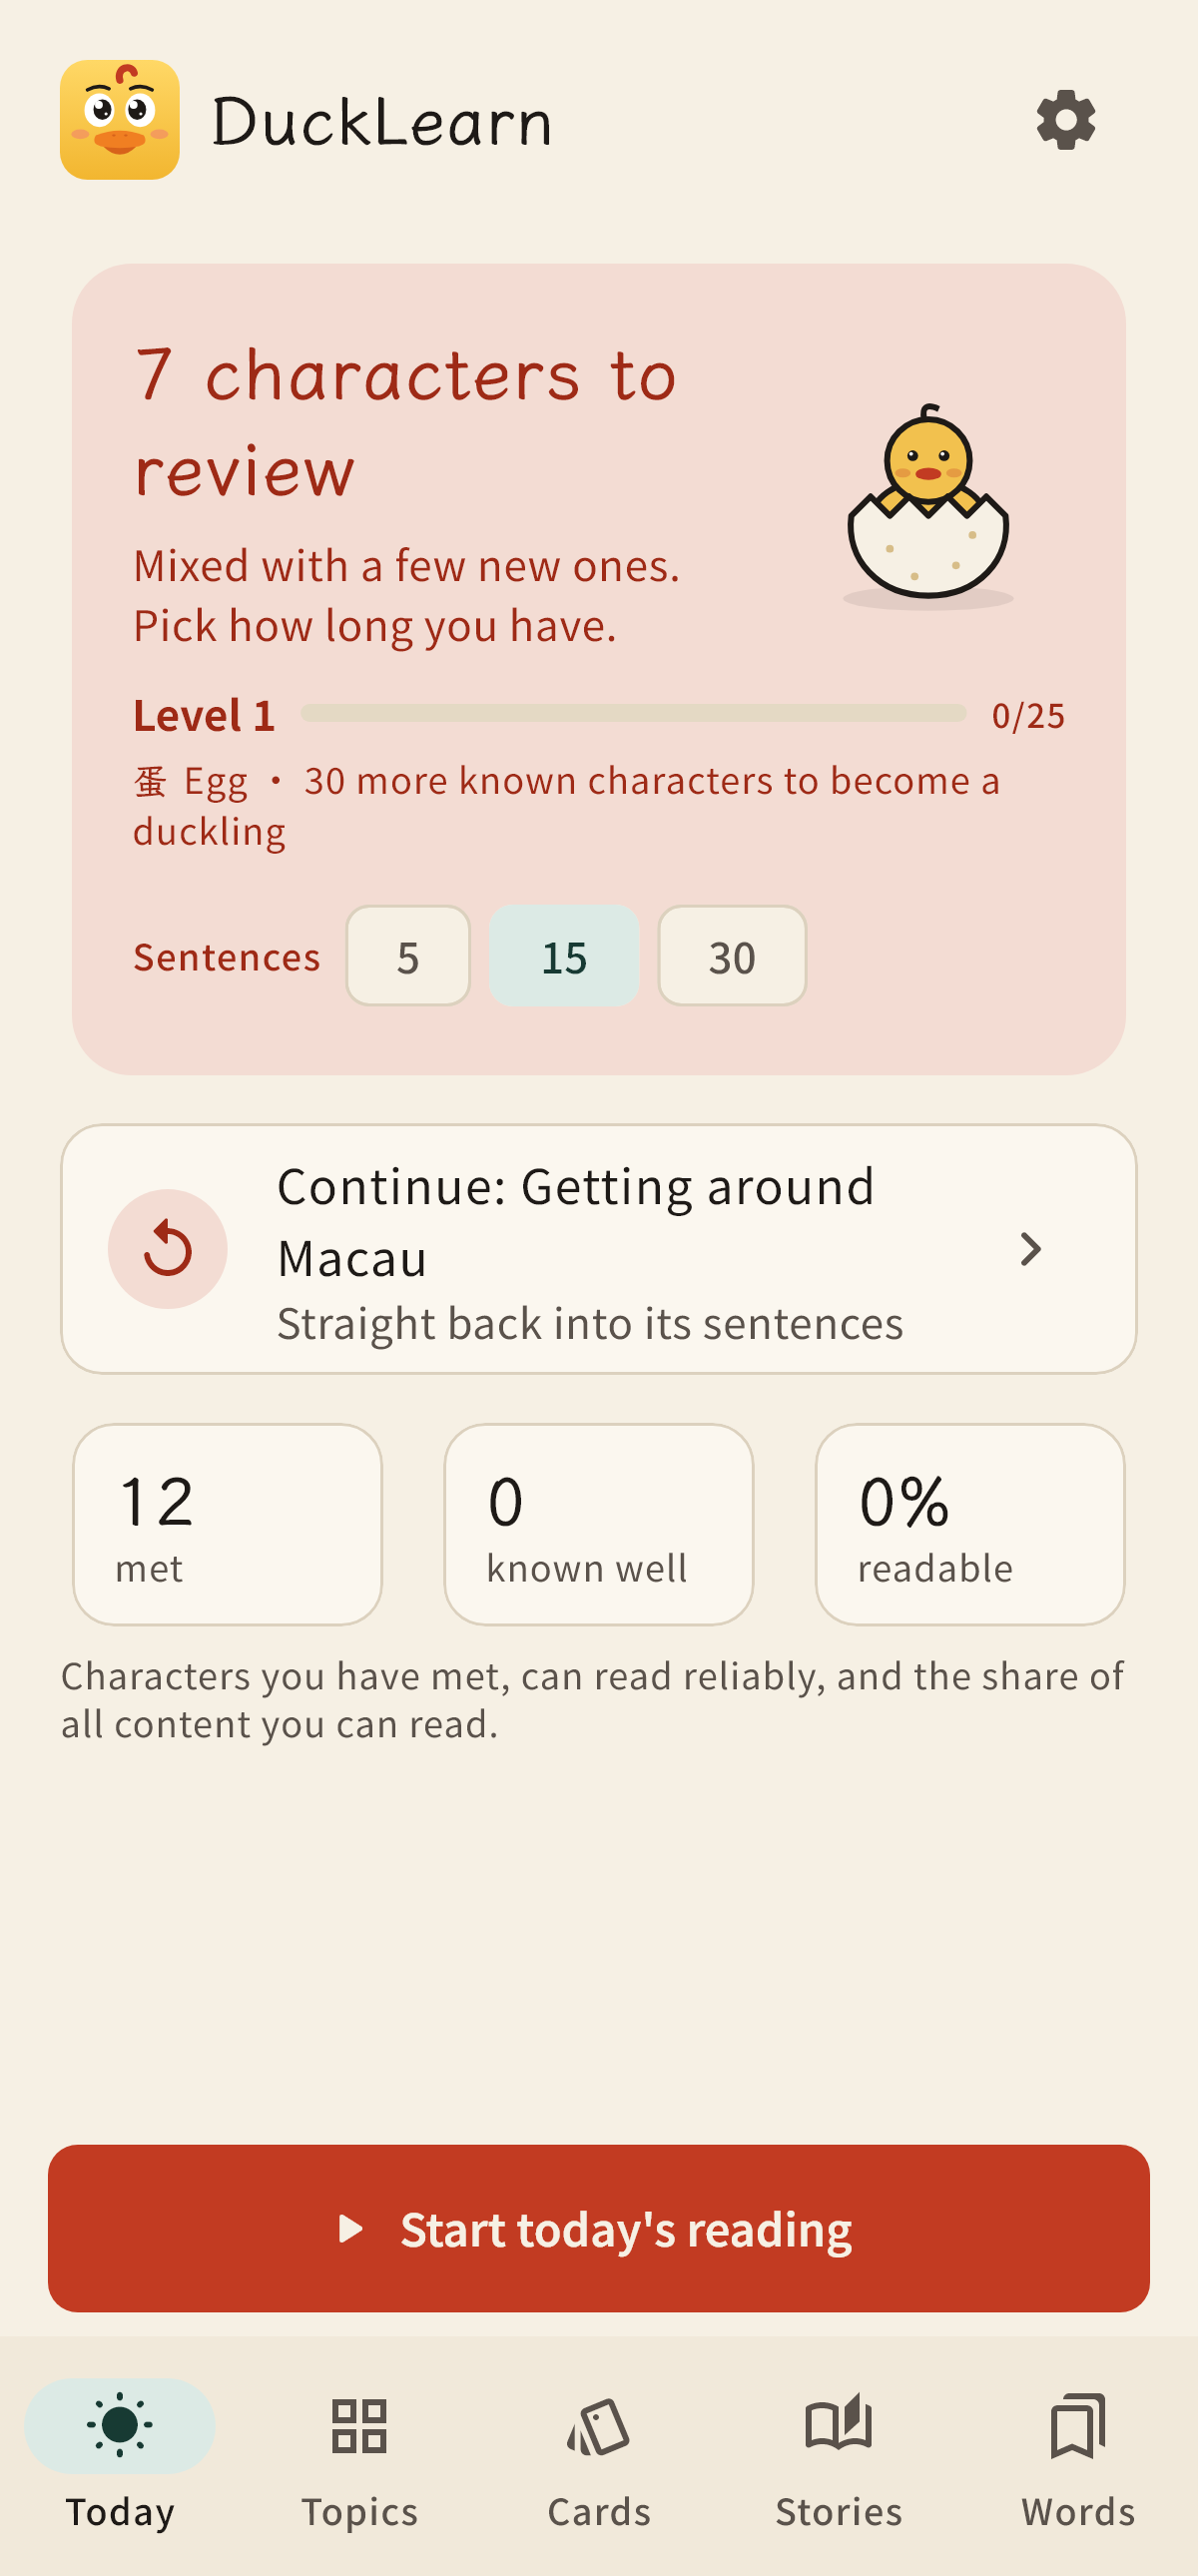 DuckLearn
7 characters to
review
Mixed with a few new ones.
Pick how long you have.
Level 1 0/25
蛋 Egg · 30 more known characters to become a
duckling
Sentences 5 15 30
Continue: Getting around
Macau
Straight back into its sentences
12 0 0%
met known well readable
Characters you have met, can read reliably, and the share of
all content you can read.
Start today's reading
Today Topics Cards Stories Words